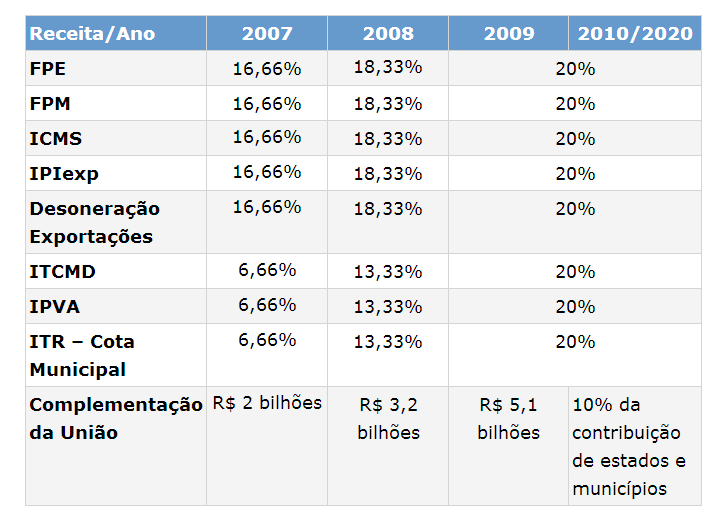 Receita/Ano 2007 2008 2009 2010/2020
FPE 16,66% 18,33% 20%
FPM 16,66% 18,33% 20%
ICMS 16,66% 18,33% 20%
IPIexp 16,66% 18,33% 20%
Desoneração 16,66% 18,33% 20%
Exportações
ITCMD 6,66% 13,33% 20%
IPVA 6,66% 13,33% 20%
ITR – Cota 6,66% 13,33% 20%
Municipal
Complementação R$ 2 bilhões R$ 3,2 R$ 5,1 10% da
da União bilhões bilhões contribuição
de estados e
municípios